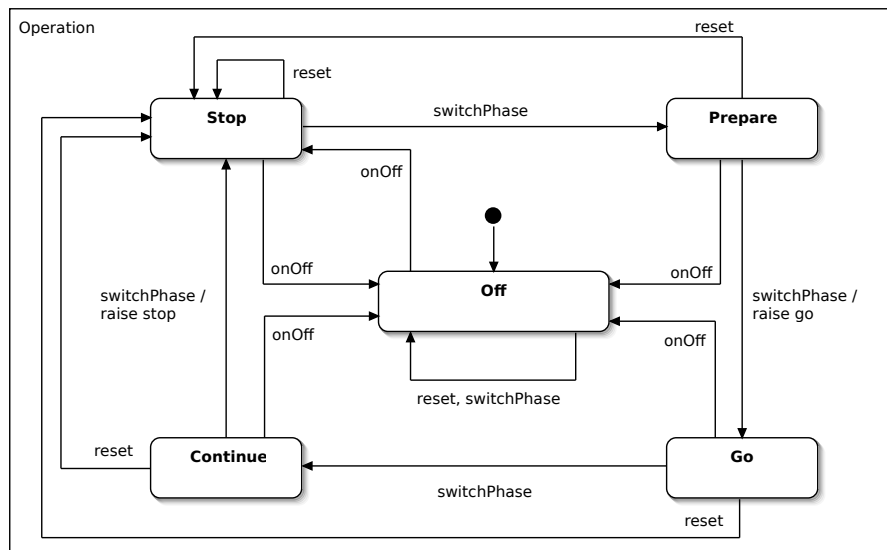 Operation
reset
reset
Stop
switchPhase
Prepare
onOff
onOff
onOff
Off
switchPhase /
raise stop
switchPhase /
raise go
onOff
onOff
reset, switchPhase
reset
Continue
Go
switchPhase
reset